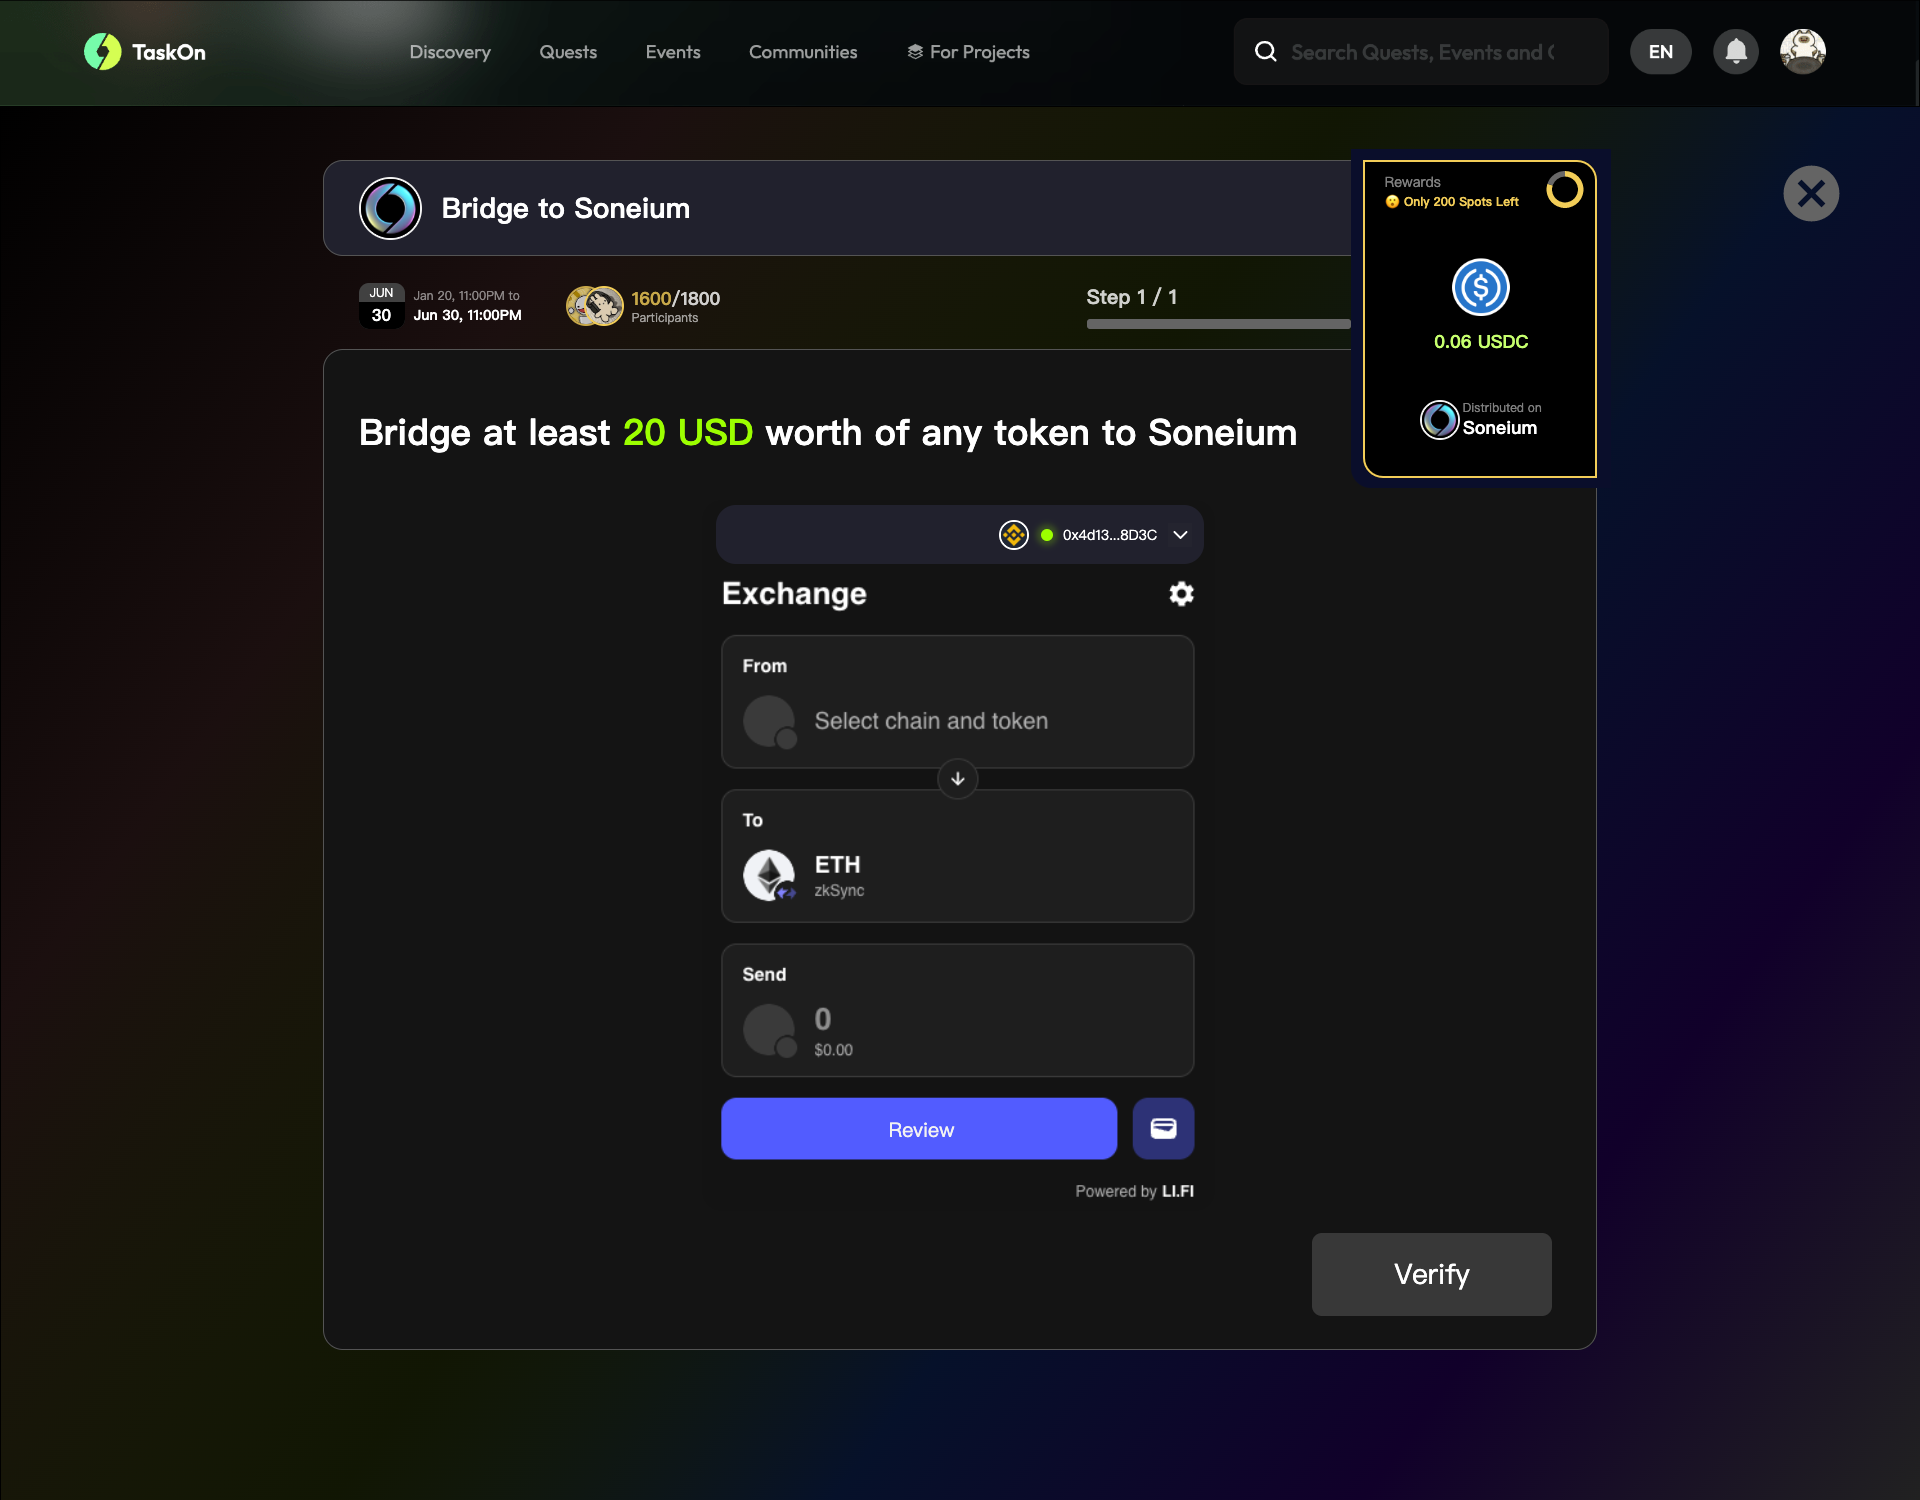 TaskOn
Discovery
Quests
Events
Communities
For Projects
Search Quests, Events and
EN
Bridge to Soneium
Rewards
Only 200 Spots Left
0.06 USDC
Distributed on
Soneium
JUN
30
Jan 20, 11:00PM to
Jun 30, 11:00PM
1600/1800
Participants
Step 1 / 1
Bridge at least 20 USD worth of any token to Soneium
0x4d13...8D3C
Exchange
From
Select chain and token
To
ETH
zkSync
Send
0
$0.00
Review
Powered by LI.FI
Verify